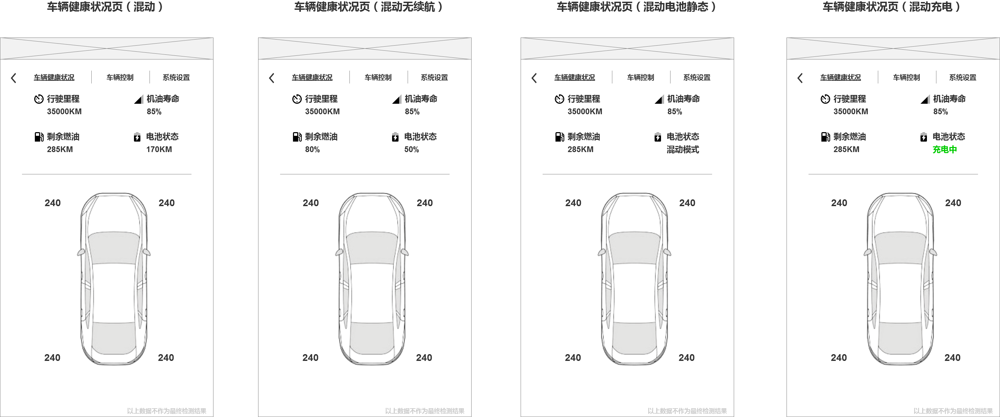 车辆健康状况页（混动）
车辆健康状况 车辆控制 系统设置
行驶里程 机油寿命
35000KM 85%
剩余燃油 电池状态
285KM 170KM
240 240
240 240
以上数据不作为最终检测结果
车辆健康状况页（混动无续航）
车辆健康状况 车辆控制 系统设置
行驶里程 机油寿命
35000KM 85%
剩余燃油 电池状态
80% 50%
240 240
240 240
以上数据不作为最终检测结果
车辆健康状况页（混动电池静态）
车辆健康状况 车辆控制 系统设置
行驶里程 机油寿命
35000KM 85%
剩余燃油 电池状态
285KM 混动模式
240 240
240 240
以上数据不作为最终检测结果
车辆健康状况页（混动充电）
车辆健康状况 车辆控制 系统设置
行驶里程 机油寿命
35000KM 85%
剩余燃油 电池状态
285KM 充电中
240 240
240 240
以上数据不作为最终检测结果